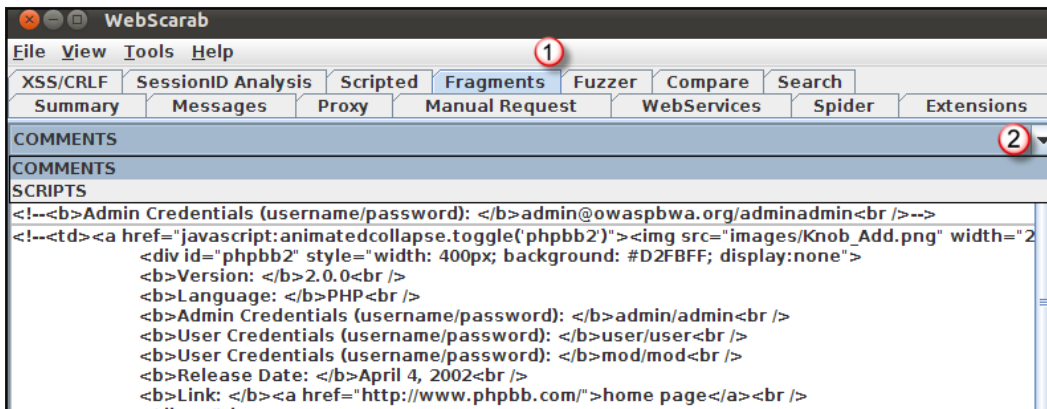 WebScarab
File View Tools Help
1
XSS/CRLF SessionID Analysis Scripted Fragments Fuzzer Compare Search
Summary Messages Proxy Manual Request WebServices Spider Extensions
COMMENTS
2
COMMENTS
SCRIPTS
<!--<b>Admin Credentials (username/password): </b>admin@owaspbwa.org/adminadmin<br />-->
<!--<td><a href="javascript:animatedcollapse.toggle('phpbb2')"><img src="images/Knob_Add.png" width="2
<div id="phpbb2" style="width: 400px; background: #D2FBFF; display:none">
<b>Version: </b>2.0.0<br />
<b>Language: </b>PHP<br />
<b>Admin Credentials (username/password): </b>admin/admin<br />
<b>User Credentials (username/password): </b>user/user<br />
<b>User Credentials (username/password): </b>mod/mod<br />
<b>Release Date: </b>April 4, 2002<br />
<b>Link: </b><a href="http://www.phpbb.com/">home page</a><br />